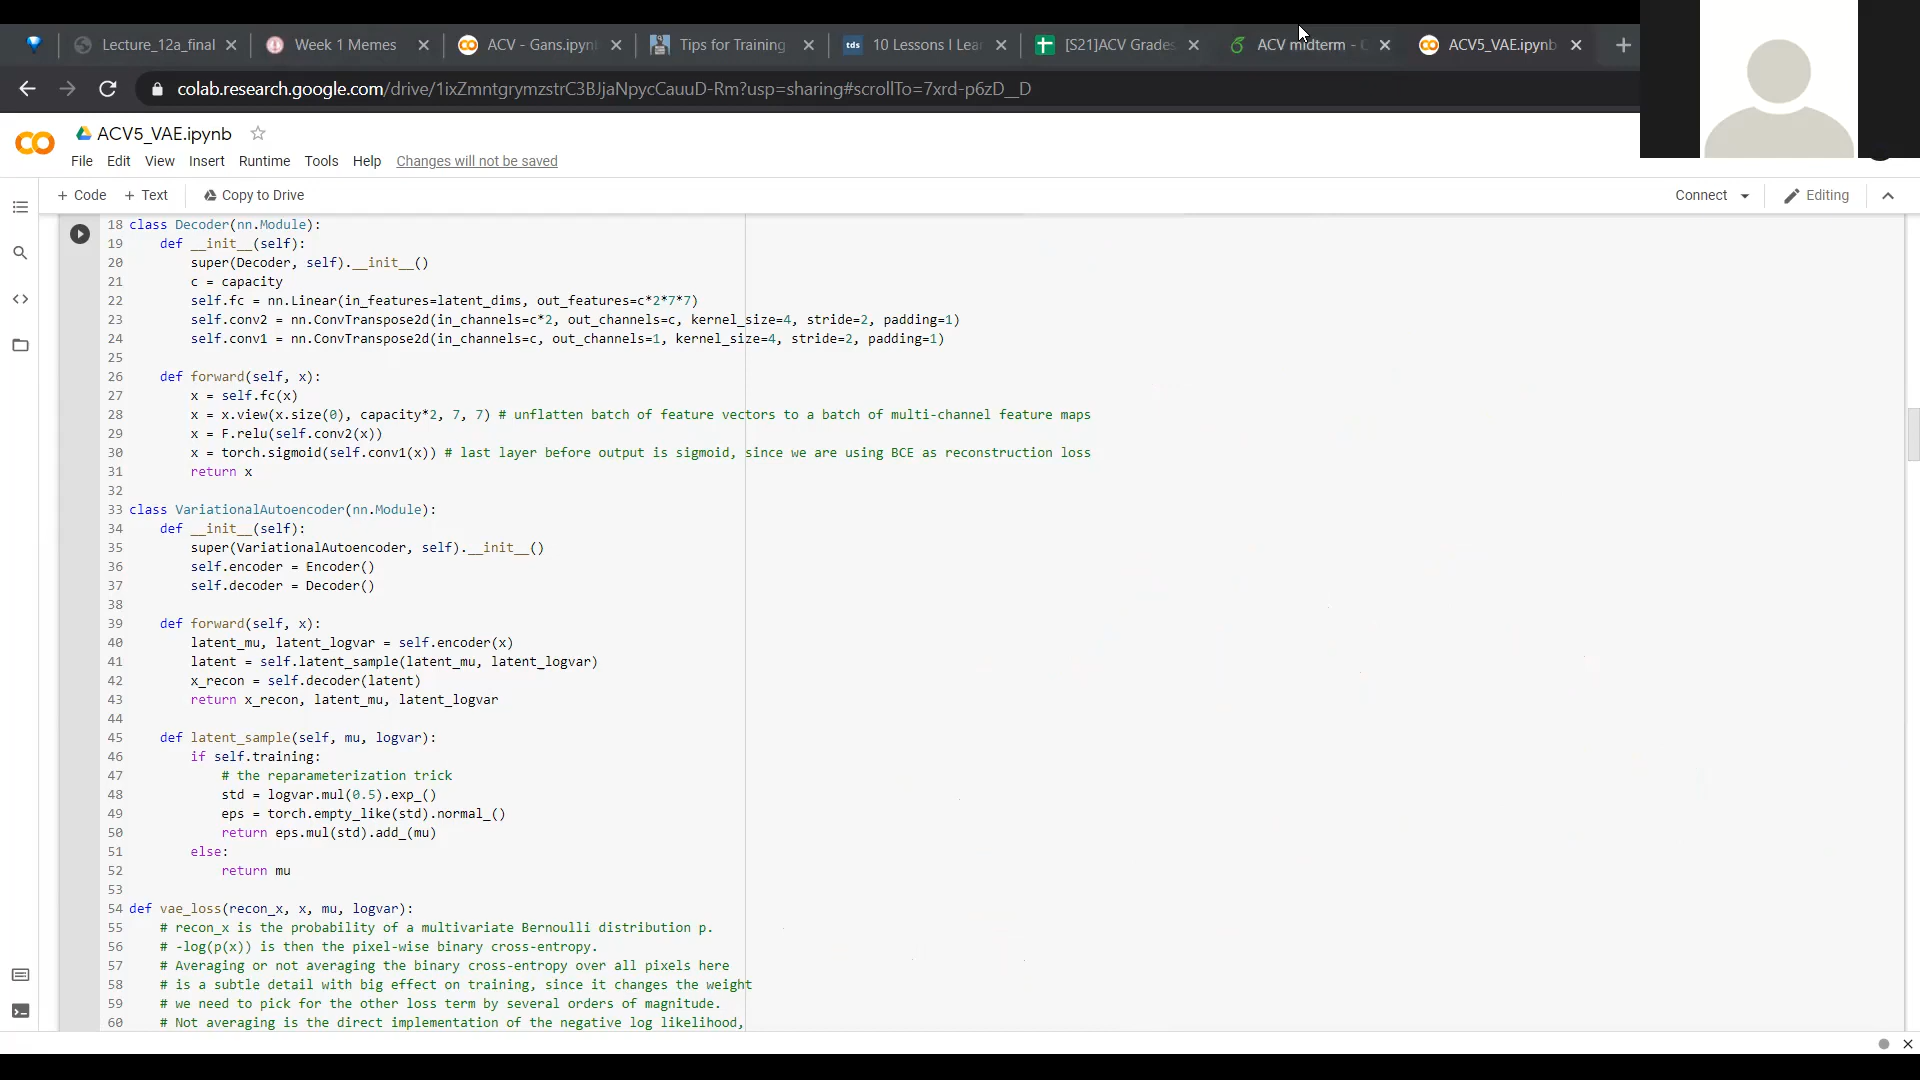 Lecture_12a_final
Week 1 Memes
ACV - Gans.ipyn
Tips for Training
tds
10 Lessons I Lea
[S21]ACV Grades
ACV midterm -
ACV5_VAE.ipynb
colab.research.google.com/drive/1ixZmntgrymzstrC3BJjaNpycCauuD-Rm?usp=sharing#scrollTo=7xrd-p6zD__D
ACV5_VAE.ipynb
File Edit View Insert Runtime Tools Help Changes will not be saved
+ Code + Text Copy to Drive
Connect
Editing
18 class Decoder(nn.Module):
19 def __init__(self):
20 super(Decoder, self).__init__()
21 c = capacity
22 self.fc = nn.Linear(in_features=latent_dims, out_features=c*2*7*7)
23 self.conv2 = nn.ConvTranspose2d(in_channels=c*2, out_channels=c, kernel_size=4, stride=2, padding=1)
24 self.conv1 = nn.ConvTranspose2d(in_channels=c, out_channels=1, kernel_size=4, stride=2, padding=1)
25
26 def forward(self, x):
27 x = self.fc(x)
28 x = x.view(x.size(0), capacity*2, 7, 7) # unflatten batch of feature vectors to a batch of multi-channel feature maps
29 x = F.relu(self.conv2(x))
30 x = torch.sigmoid(self.conv1(x)) # last layer before output is sigmoid, since we are using BCE as reconstruction loss
31 return x
32
33 class VariationalAutoencoder(nn.Module):
34 def __init__(self):
35 super(VariationalAutoencoder, self).__init__()
36 self.encoder = Encoder()
37 self.decoder = Decoder()
38
39 def forward(self, x):
40 latent_mu, latent_logvar = self.encoder(x)
41 latent = self.latent_sample(latent_mu, latent_logvar)
42 x_recon = self.decoder(latent)
43 return x_recon, latent_mu, latent_logvar
44
45 def latent_sample(self, mu, logvar):
46 if self.training:
47 # the reparameterization trick
48 std = logvar.mul(0.5).exp_()
49 eps = torch.empty_like(std).normal_()
50 return eps.mul(std).add_(mu)
51 else:
52 return mu
53
54 def vae_loss(recon_x, x, mu, logvar):
55 # recon_x is the probability of a multivariate Bernoulli distribution p.
56 # -log(p(x)) is then the pixel-wise binary cross-entropy.
57 # Averaging or not averaging the binary cross-entropy over all pixels here
58 # is a subtle detail with big effect on training, since it changes the weight
59 # we need to pick for the other loss term by several orders of magnitude.
60 # Not averaging is the direct implementation of the negative log likelihood,